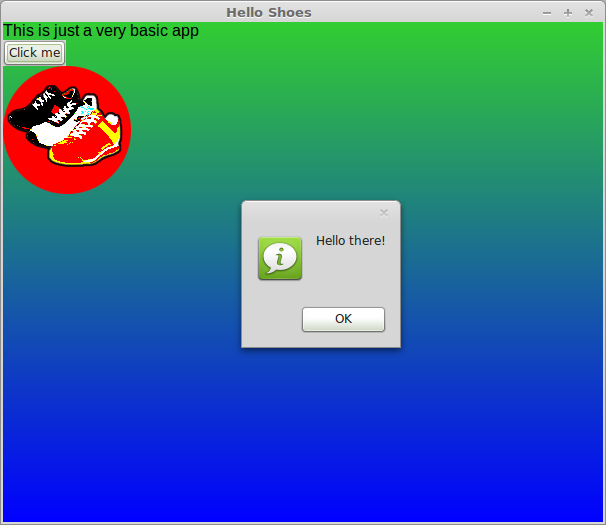 Hello Shoes
This is just a very basic app
Click me
Hello there!
OK